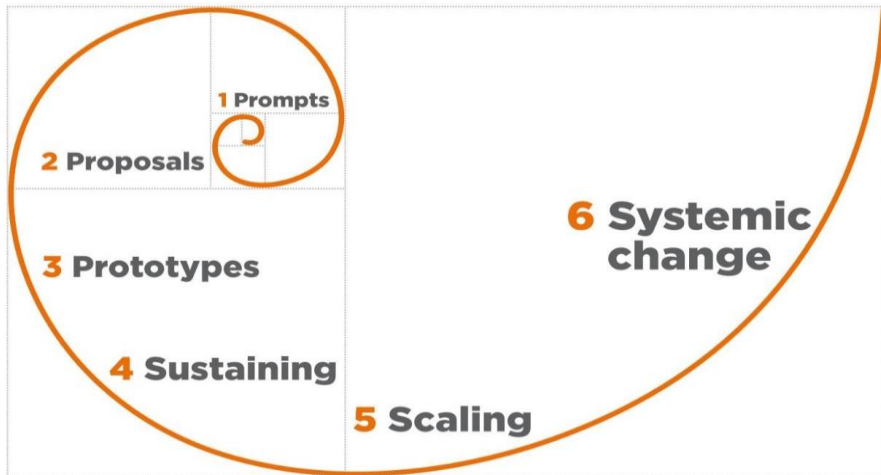 1 Prompts
2 Proposals
3 Prototypes
4 Sustaining
5 Scaling
6 Systemic
change